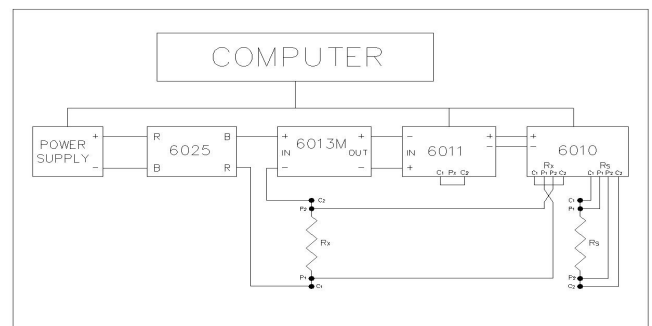 COMPUTER
POWER SUPPLY + −
R B 6025 B R
+ IN − 6013M + OUT −
− IN + 6011 + −
C1 P1 C2
+ − 6010
Rx Rs
C1 P1 P2 C2 C1 P1 P2 C2
C2
P2
Rx
P1
C1
C1
P1
Rs
P2
C2